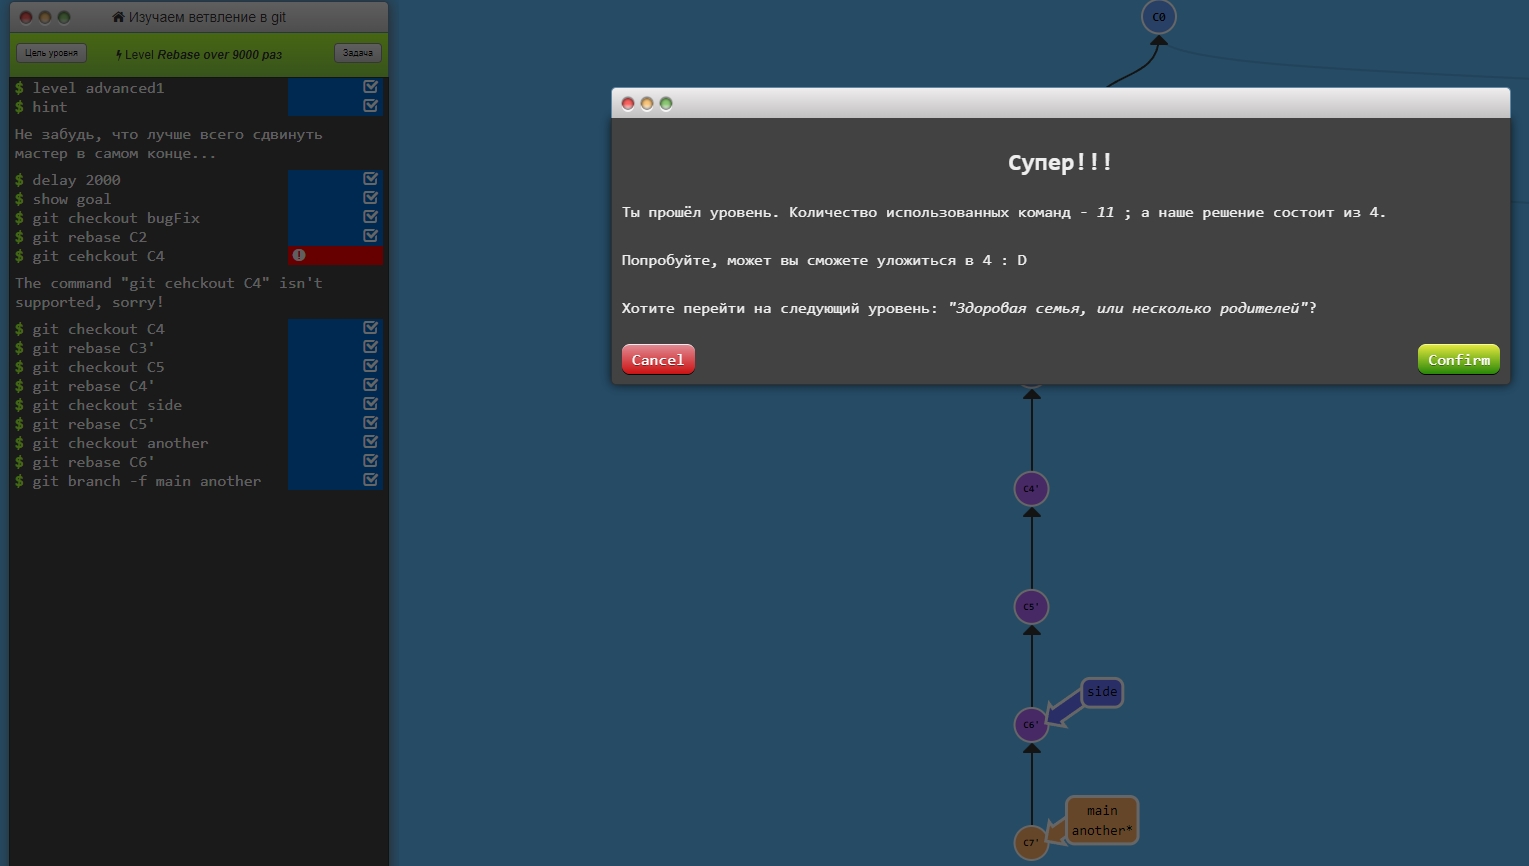 Изучаем ветвление в git
Цель уровня
Level Rebase over 9000 раз
Задача
$ level advanced1
$ hint
Не забудь, что лучше всего сдвинуть
мастер в самом конце...
$ delay 2000
$ show goal
$ git checkout bugFix
$ git rebase C2
$ git cehckout C4
The command "git cehckout C4" isn't
supported, sorry!
$ git checkout C4
$ git rebase C3'
$ git checkout C5
$ git rebase C4'
$ git checkout side
$ git rebase C5'
$ git checkout another
$ git rebase C6'
$ git branch -f main another
C0
Супер!!!
Ты прошёл уровень. Количество использованных команд - 11 ; а наше решение состоит из 4.
Попробуйте, может вы сможете уложиться в 4 : D
Хотите перейти на следующий уровень: "Здоровая семья, или несколько родителей"?
Cancel
Confirm
C4'
C5'
side
C6'
main
another*
C7'